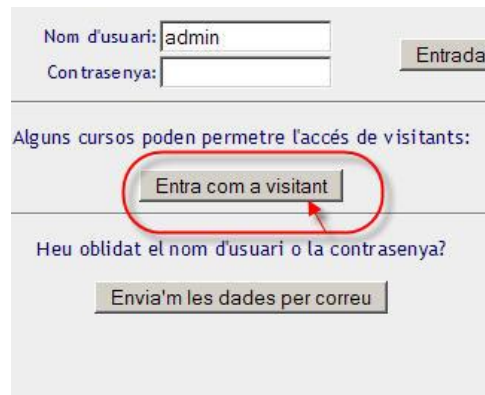 Nom d'usuari: admin
Contrasenya:
Entrada
Alguns cursos poden permetre l'accés de visitants:
Entra com a visitant
Heu oblidat el nom d'usuari o la contrasenya?
Envia'm les dades per correu